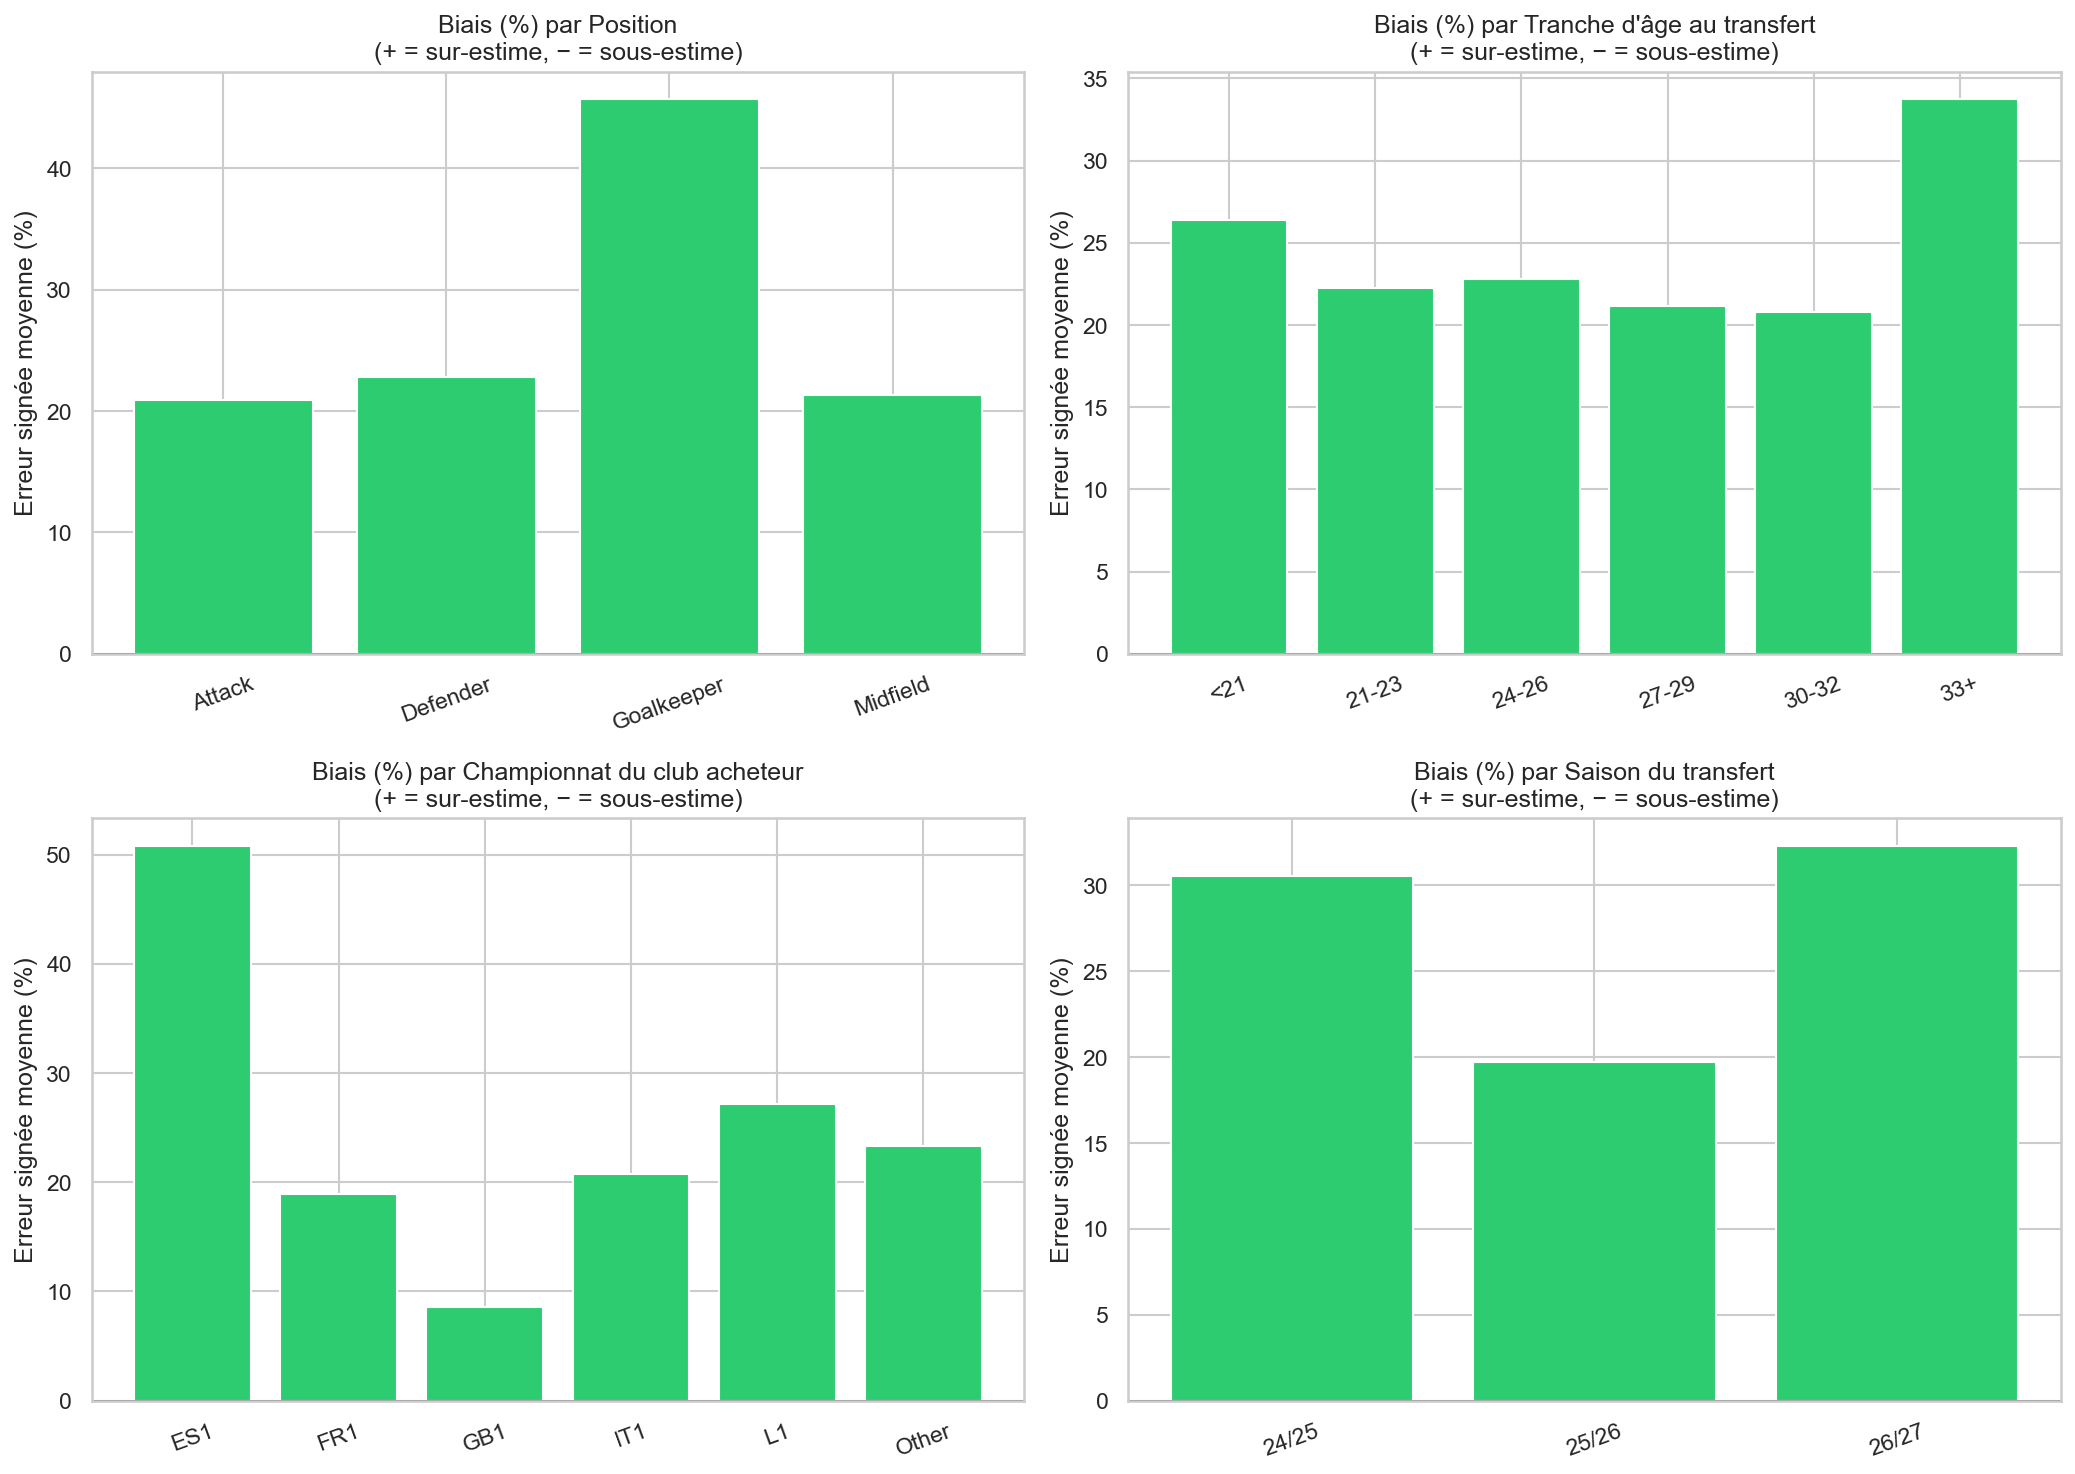 Biais (%) par Position
(+ = sur-estime, − = sous-estime)
Erreur signée moyenne (%)
40
30
20
10
0
Attack
Defender
Goalkeeper
Midfield
Biais (%) par Tranche d'âge au transfert
(+ = sur-estime, − = sous-estime)
Erreur signée moyenne (%)
35
30
25
20
15
10
5
0
<21
21-23
24-26
27-29
30-32
33+
Biais (%) par Championnat du club acheteur
(+ = sur-estime, − = sous-estime)
Erreur signée moyenne (%)
50
40
30
20
10
0
ES1
FR1
GB1
IT1
L1
Other
Biais (%) par Saison du transfert
(+ = sur-estime, − = sous-estime)
Erreur signée moyenne (%)
30
25
20
15
10
5
0
24/25
25/26
26/27